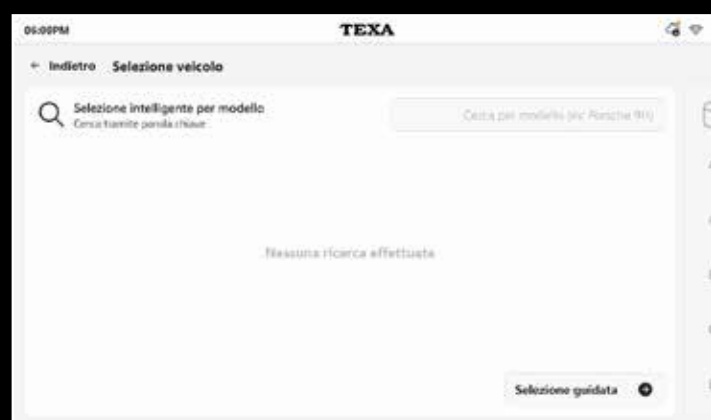 06:00PM
TEXA
← Indietro Selezione veicolo
Selezione intelligente per modello
Cerca tramite parola chiave
Cerca per modello (es: Porsche 911)
Nessuna ricerca effettuata
Selezione guidata